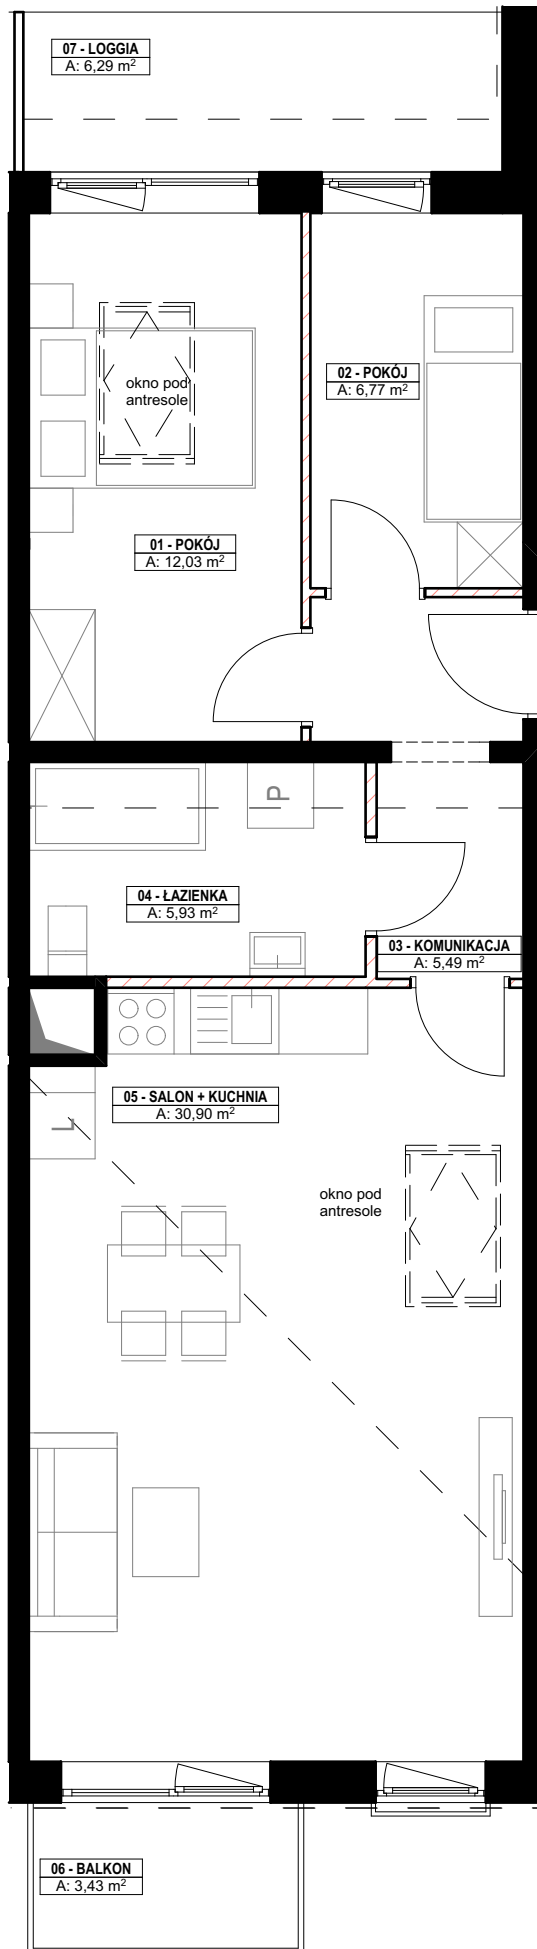 07 - LOGGIA
A: 6,29 m²
okno pod
antresole
02 - POKÓJ
A: 6,77 m²
01 - POKÓJ
A: 12,03 m²
P
04 - ŁAZIENKA
A: 5,93 m²
03 - KOMUNIKACJA
A: 5,49 m²
05 - SALON + KUCHNIA
A: 30,90 m²
L
okno pod
antresole
06 - BALKON
A: 3,43 m²